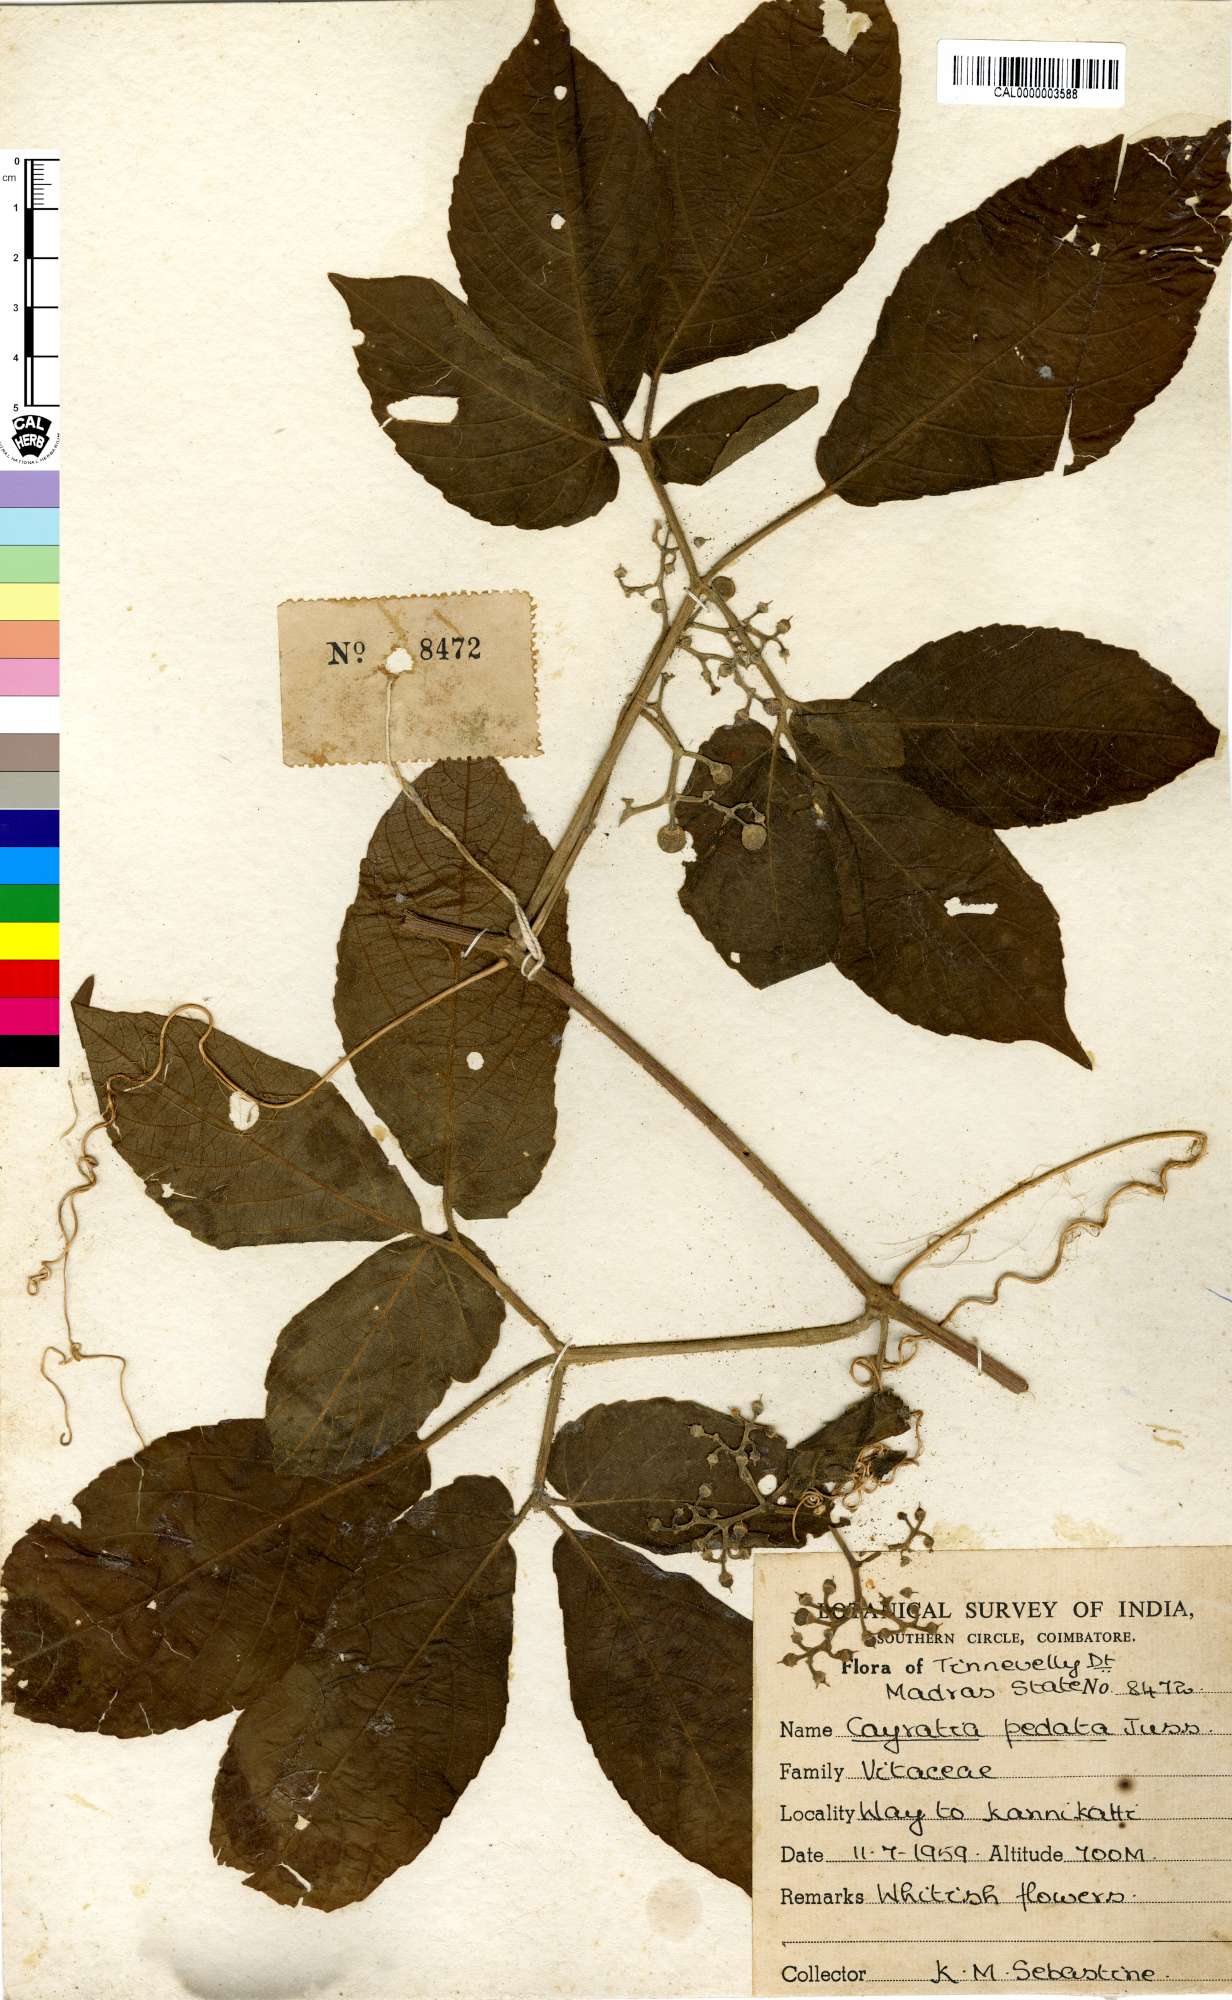 CAL0000003588
0
cm
1
2
3
4
5
CAL
HERB
Nº 8472
BOTANICAL SURVEY OF INDIA,
SOUTHERN CIRCLE, COIMBATORE.
Flora of Tinnevelly Dt
Madras State No 8472
Name Cayratia pedata Juss.
Family Vitaceae
Locality Way to Kannikatti
Date 11-7-1959. Altitude 700M.
Remarks Whitish flowers.
Collector K. M. Sebastine.